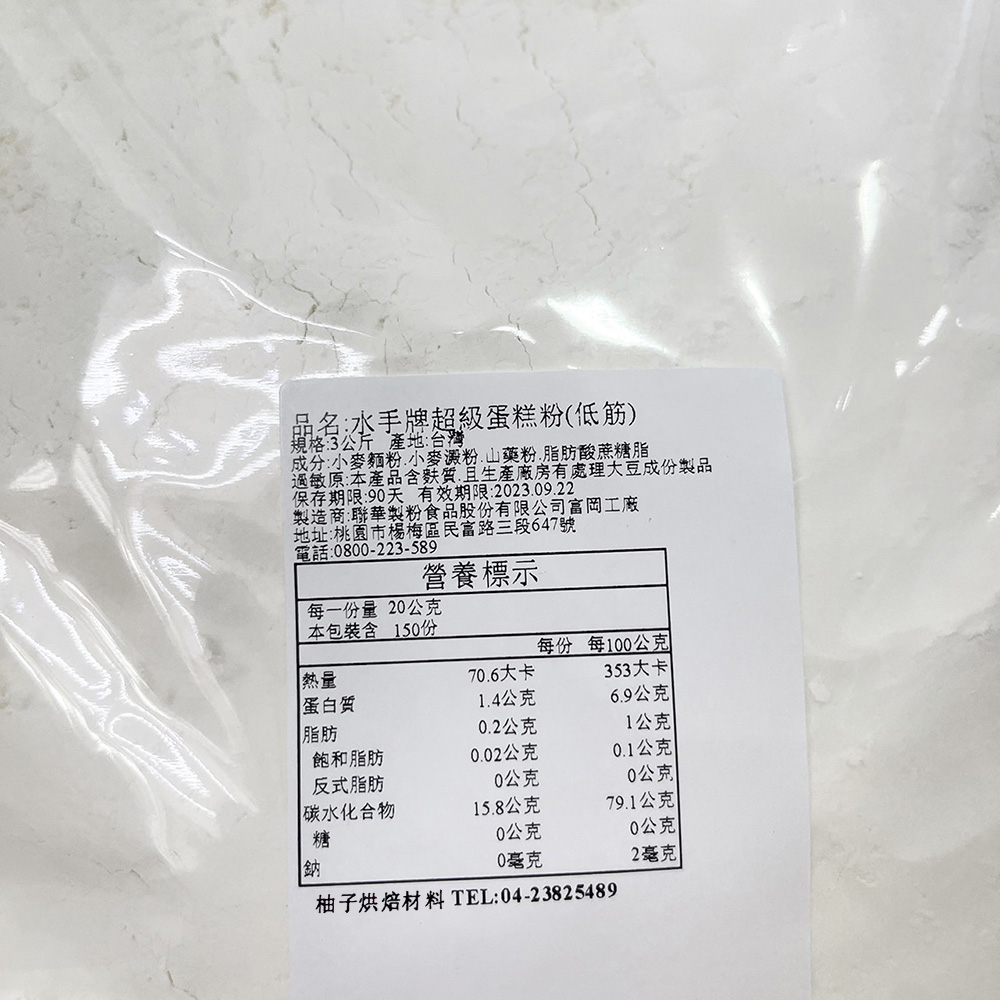 品名:水手牌超級蛋糕粉(低筋)
規格:3公斤 產地:台灣
成分:小麥麵粉.小麥澱粉.山藥粉.脂肪酸蔗糖脂
過敏原:本產品含麩質.且生產廠房有處理大豆成份製品
保存期限:90天 有效期限:2023.09.22
製造商:聯華製粉食品股份有限公司富岡工廠
地址:桃園市楊梅區民富路三段647號
電話:0800-223-589
營養標示
每一份量 20公克
本包裝含 150份
每份 每100公克
熱量 70.6大卡 353大卡
蛋白質 1.4公克 6.9公克
脂肪 0.2公克 1公克
飽和脂肪 0.02公克 0.1公克
反式脂肪 0公克 0公克
碳水化合物 15.8公克 79.1公克
糖 0公克 0公克
鈉 0毫克 2毫克
柚子烘焙材料 TEL:04-23825489